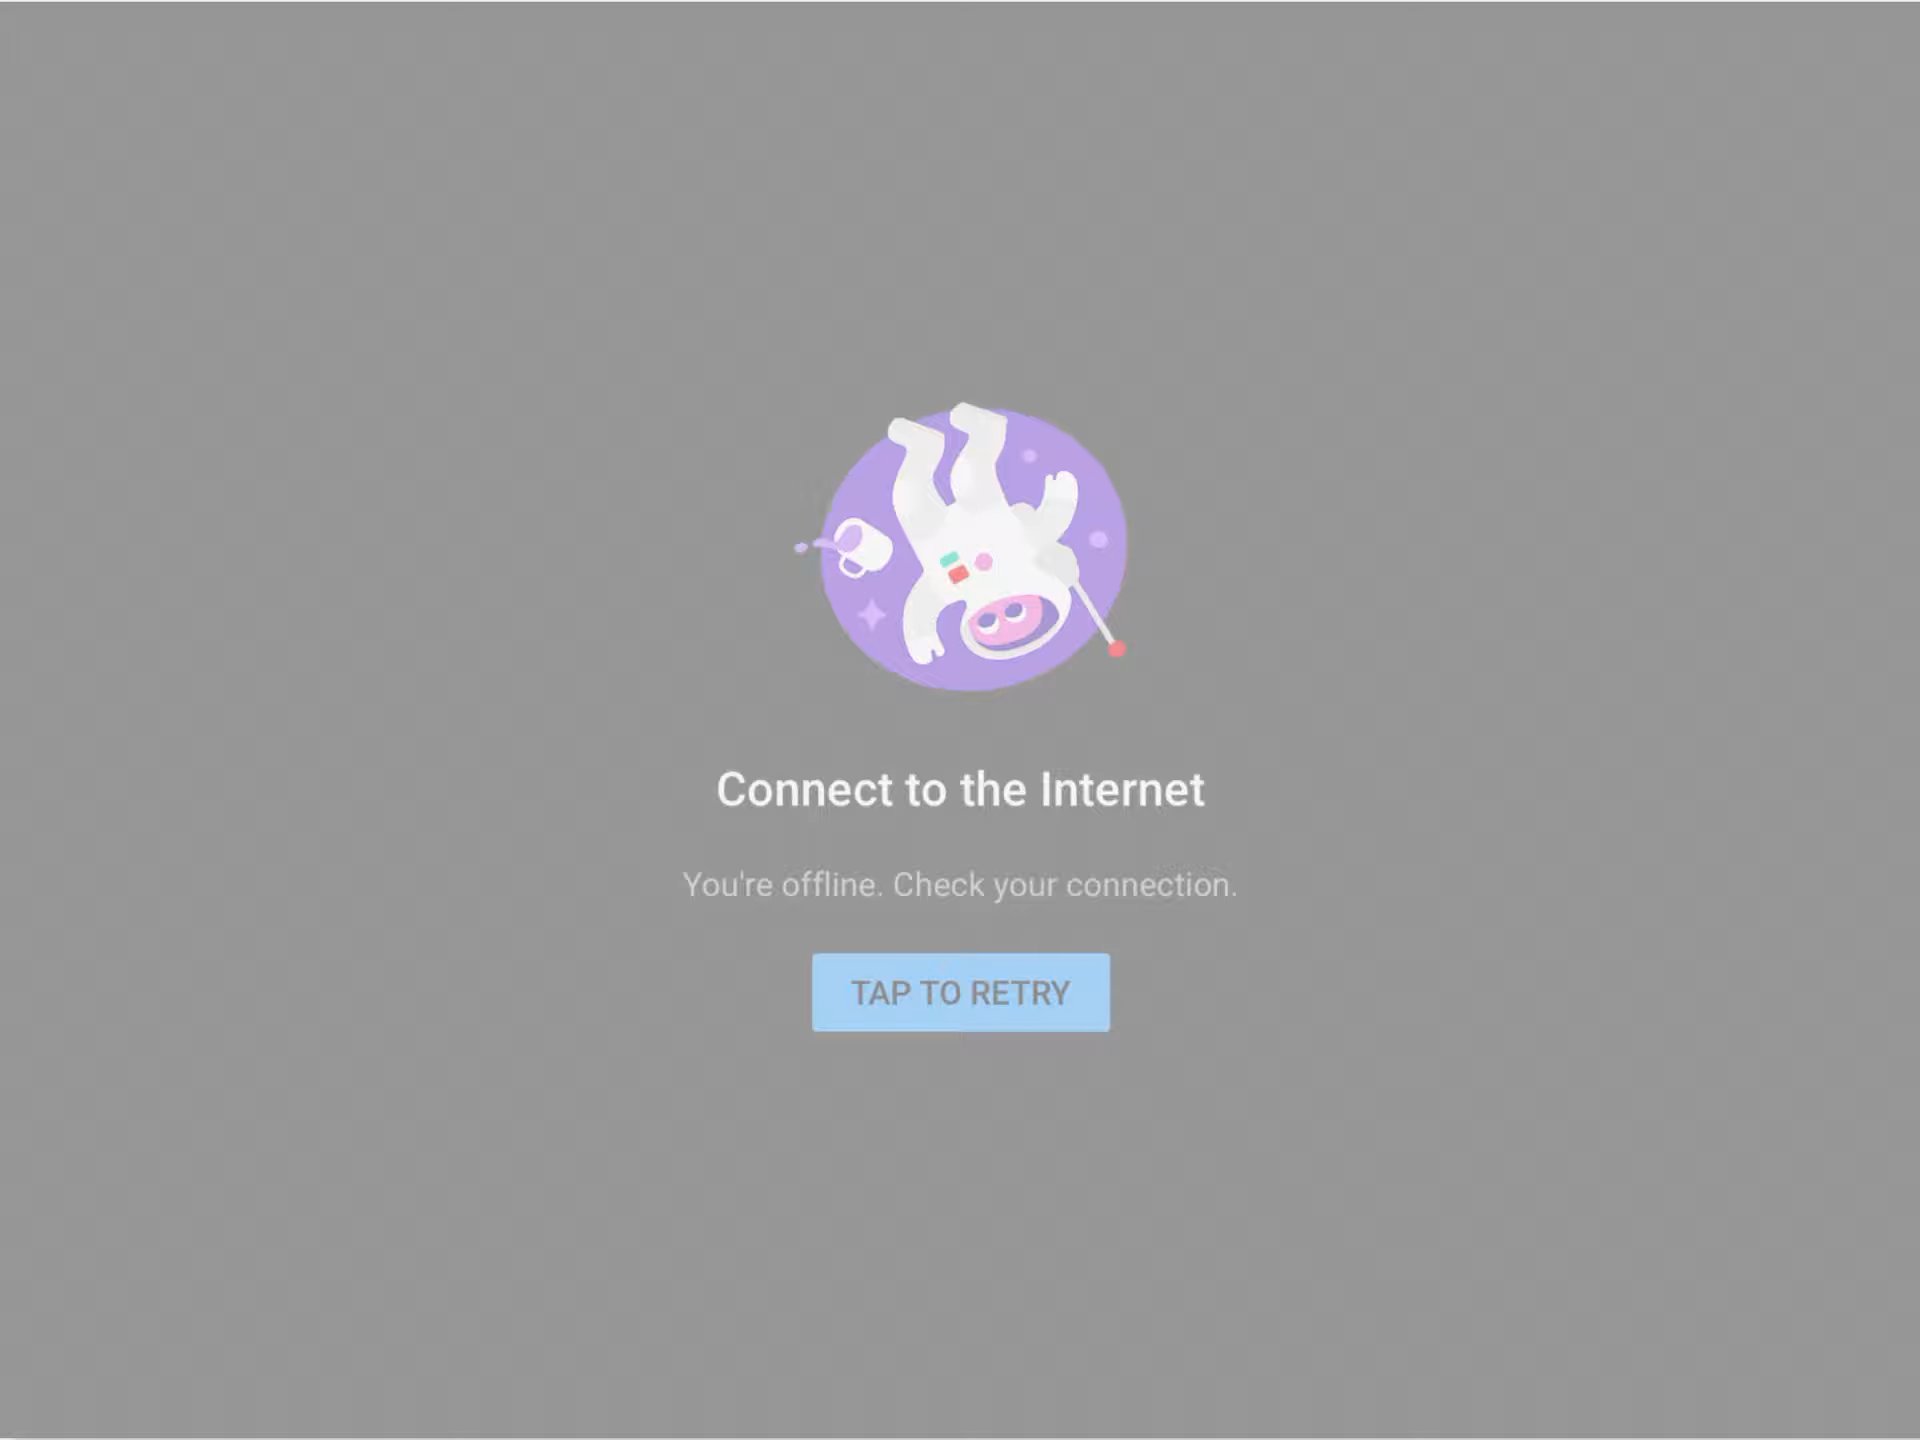 Connect to the Internet
You're offline. Check your connection.
TAP TO RETRY